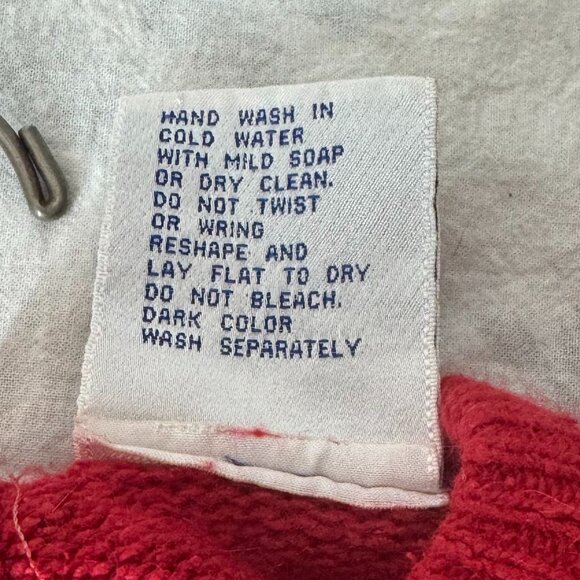 HAND WASH IN
COLD WATER
WITH MILD SOAP
OR DRY CLEAN.
DO NOT TWIST
OR WRING
RESHAPE AND
LAY FLAT TO DRY
DO NOT BLEACH.
DARK COLOR
WASH SEPARATELY